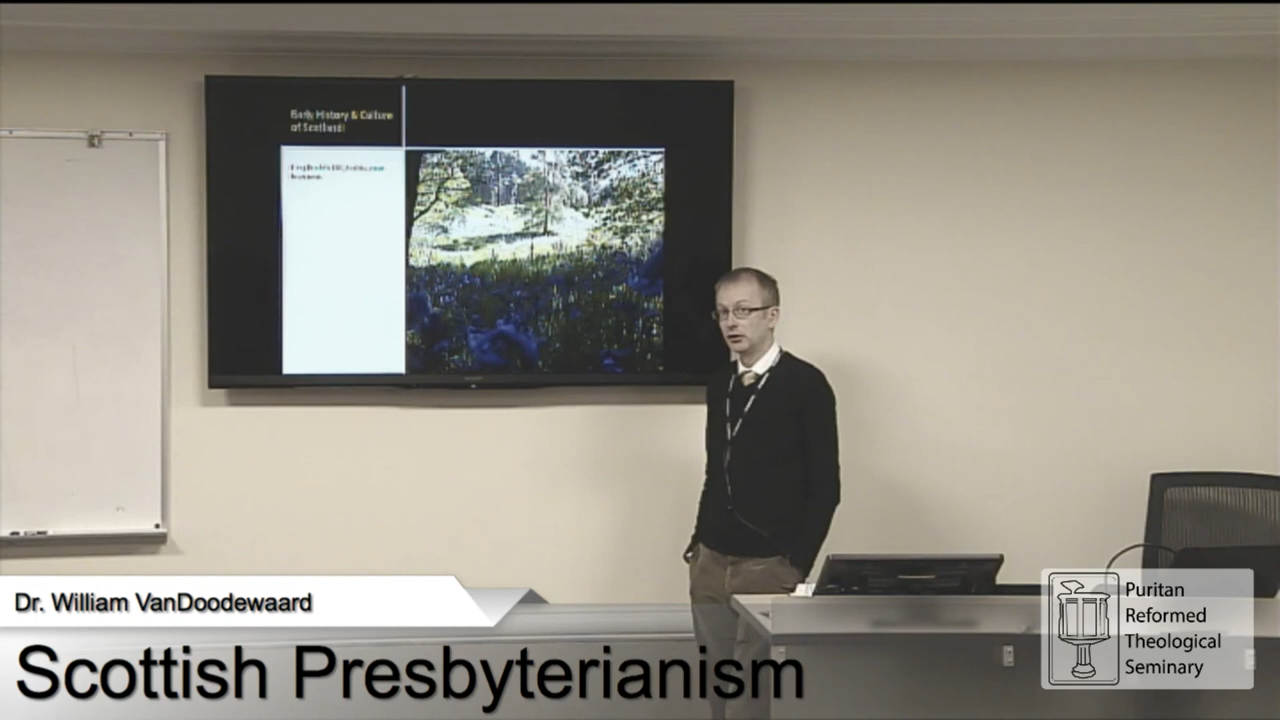 Early History & Culture
of Scotland
Dr. William VanDoodewaard
Scottish Presbyterianism
Puritan
Reformed
Theological
Seminary